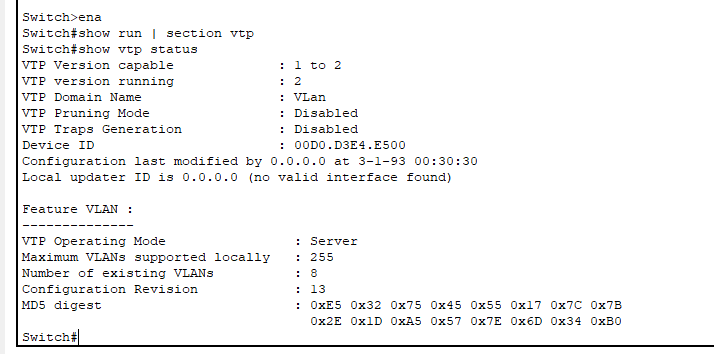 Switch>ena
Switch#show run | section vtp
Switch#show vtp status
VTP Version capable : 1 to 2
VTP version running : 2
VTP Domain Name : VLan
VTP Pruning Mode : Disabled
VTP Traps Generation : Disabled
Device ID : 00D0.D3E4.E500
Configuration last modified by 0.0.0.0 at 3-1-93 00:30:30
Local updater ID is 0.0.0.0 (no valid interface found)
Feature VLAN :
--------------
VTP Operating Mode : Server
Maximum VLANs supported locally : 255
Number of existing VLANs : 8
Configuration Revision : 13
MD5 digest : 0xE5 0x32 0x75 0x45 0x55 0x17 0x7C 0x7B
0x2E 0x1D 0xA5 0x57 0x7E 0x6D 0x34 0xB0
Switch#